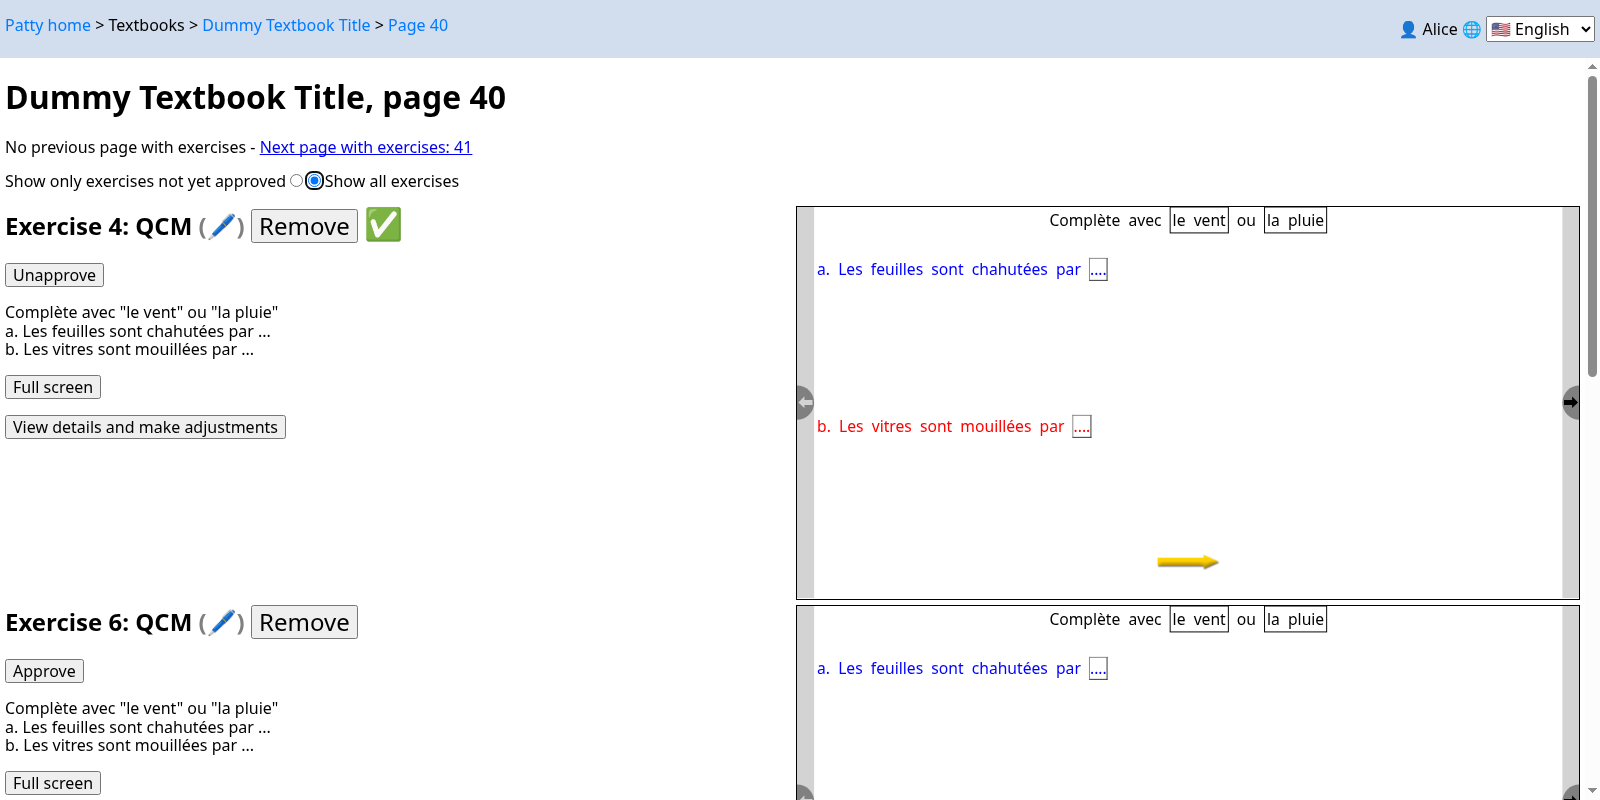 Patty home > Textbooks > Dummy Textbook Title > Page 40
Alice
English
Dummy Textbook Title, page 40
No previous page with exercises - Next page with exercises: 41
Show only exercises not yet approved Show all exercises
Exercise 4: QCM () Remove
Unapprove
Complète avec "le vent" ou "la pluie"
a. Les feuilles sont chahutées par ...
b. Les vitres sont mouillées par ...
Full screen
View details and make adjustments
Complète avec le vent ou la pluie
a. Les feuilles sont chahutées par ....
b. Les vitres sont mouillées par ....
Exercise 6: QCM () Remove
Approve
Complète avec "le vent" ou "la pluie"
a. Les feuilles sont chahutées par ...
b. Les vitres sont mouillées par ...
Full screen
Complète avec le vent ou la pluie
a. Les feuilles sont chahutées par ....